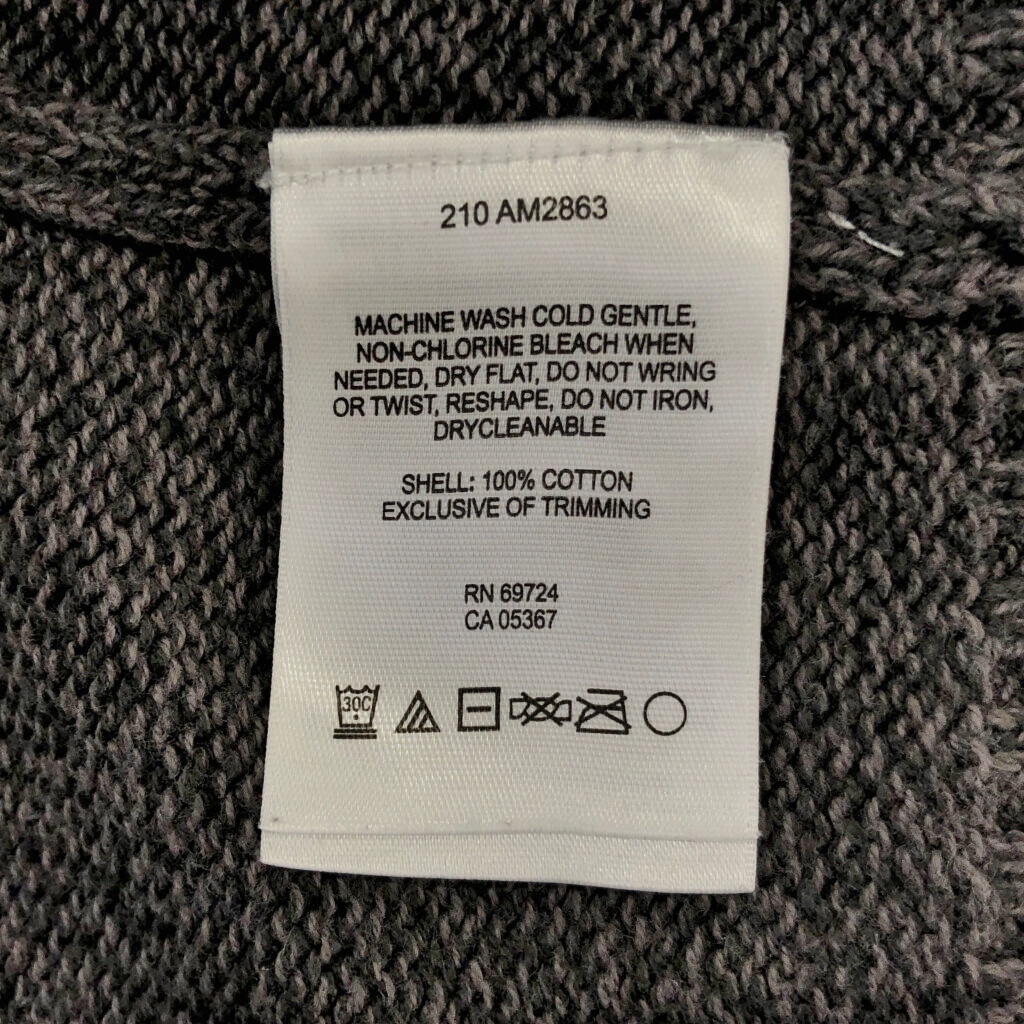 210 AM2863
MACHINE WASH COLD GENTLE,
NON-CHLORINE BLEACH WHEN
NEEDED, DRY FLAT, DO NOT WRING
OR TWIST, RESHAPE, DO NOT IRON,
DRYCLEANABLE
SHELL: 100% COTTON
EXCLUSIVE OF TRIMMING
RN 69724
CA 05367
30C